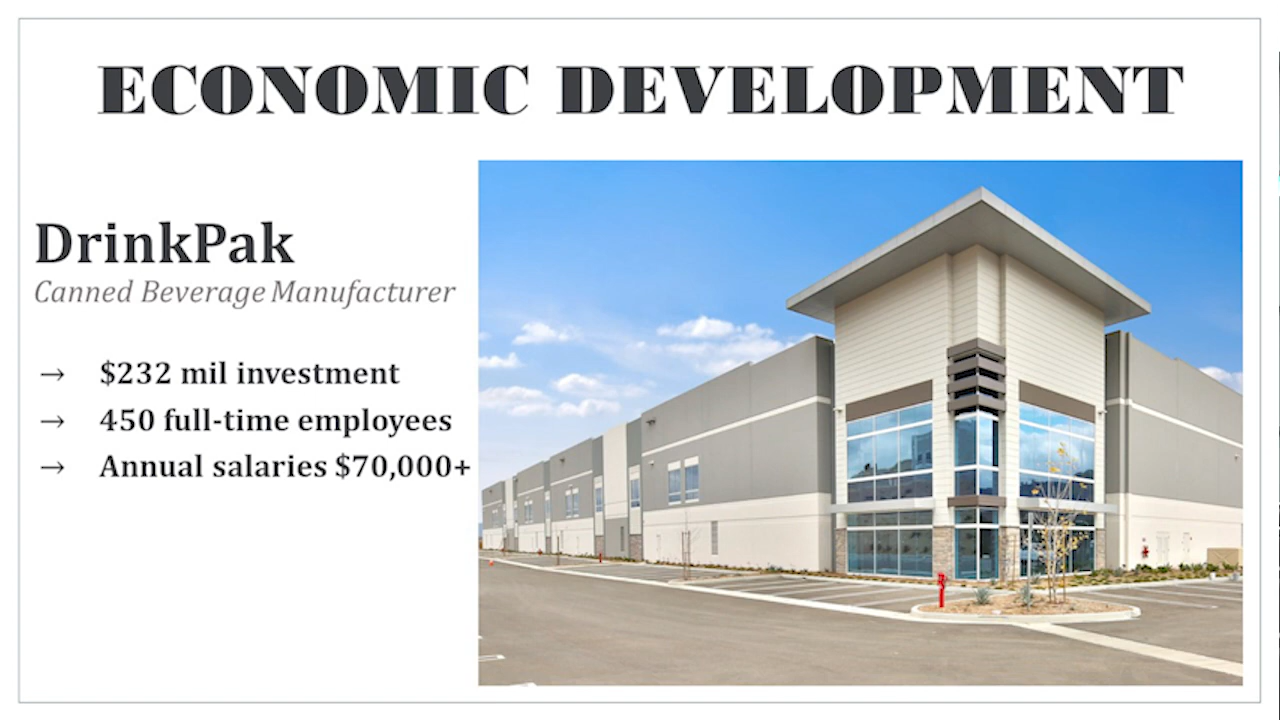 ECONOMIC DEVELOPMENT
DrinkPak
Canned Beverage Manufacturer
→ $232 mil investment
→ 450 full-time employees
→ Annual salaries $70,000+